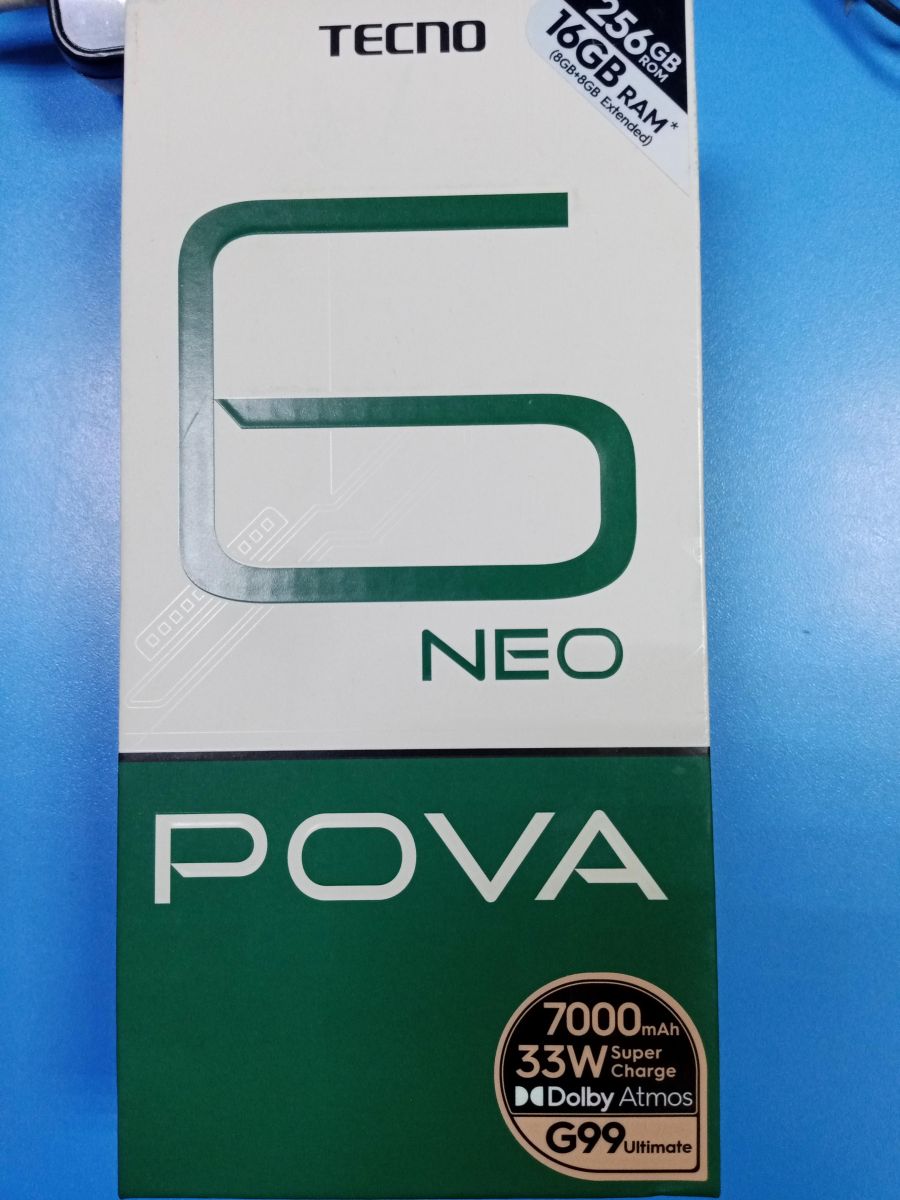 TECNO
256GB ROM
16GB RAM*
(8GB+8GB Extended)
6
NEO
POVA
7000mAh
33W Super Charge
Dolby Atmos
G99 Ultimate